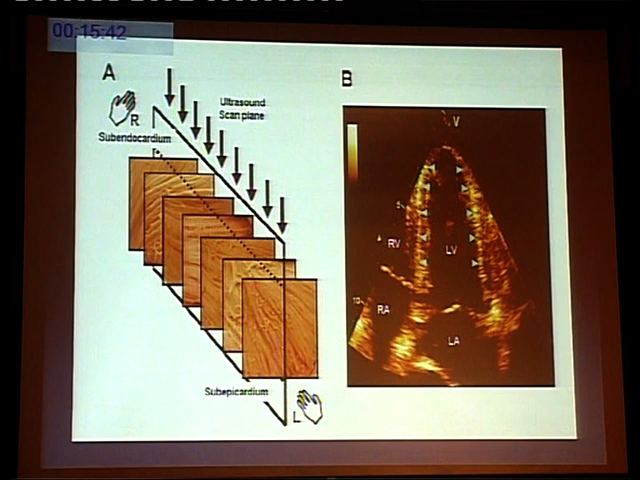 00:15:42
A
B
Ultrasound
Scan plane
R
Subendocardium
V
RV
LV
RA
LA
Subepicardium
L